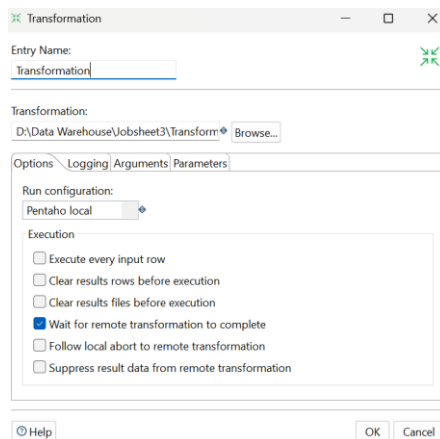 Transformation
Entry Name:
Transformation
Transformation:
D:\Data Warehouse\Jobsheet3\Transform
Browse...
Options Logging Arguments Parameters
Run configuration:
Pentaho local
Execution
Execute every input row
Clear results rows before execution
Clear results files before execution
Wait for remote transformation to complete
Follow local abort to remote transformation
Suppress result data from remote transformation
Help OK Cancel